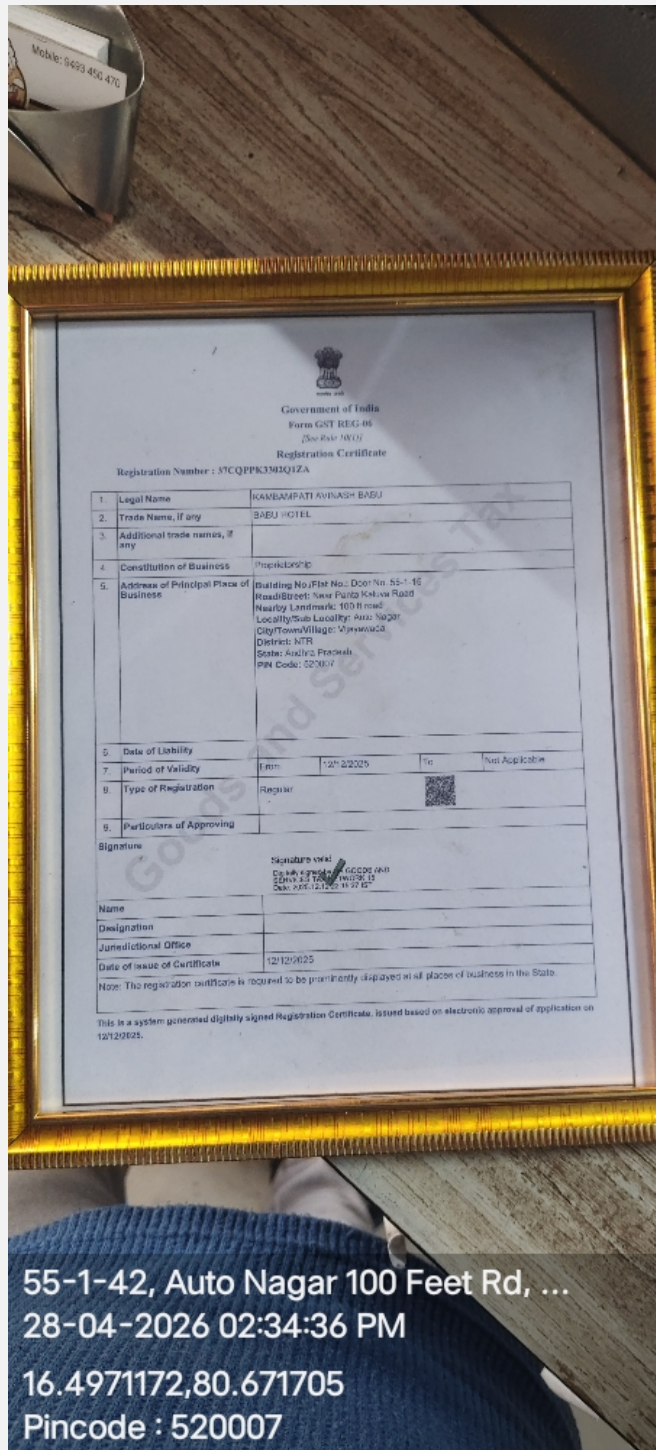 Mobile: 9493 450 470
Government of India
Form GST REG-06
[See Rule 10(1)]
Registration Certificate
Registration Number : 37CQPPK3302Q1ZA
1. Legal Name KAMBAMPATI AVINASH BABU
2. Trade Name, if any BABU HOTEL
3. Additional trade names, if any
4. Constitution of Business Proprietorship
5. Address of Principal Place of Business
Building No./Flat No.: Door No. 55-1-16
Road/Street: Near Panta Kaluva Road
Nearby Landmark: 100 ft road
Locality/Sub Locality: Auto Nagar
City/Town/Village: Vijayawada
District: NTR
State: Andhra Pradesh
PIN Code: 520007
6. Date of Liability
7. Period of Validity From 12/12/2025 To Not Applicable
8. Type of Registration Regular
9. Particulars of Approving
Signature
Signature valid
Digitally signed by GOODS AND
SERVICES TAX NETWORK
Name
Designation
Jurisdictional Office
Date of issue of Certificate 12/12/2025
Note: The registration certificate is required to be prominently displayed at all places of business in the State.
This is a system generated digitally signed Registration Certificate, issued based on electronic approval of application on
12/12/2025.
Goods and Services Tax
55-1-42, Auto Nagar 100 Feet Rd, ...
28-04-2026 02:34:36 PM
16.4971172,80.671705
Pincode : 520007